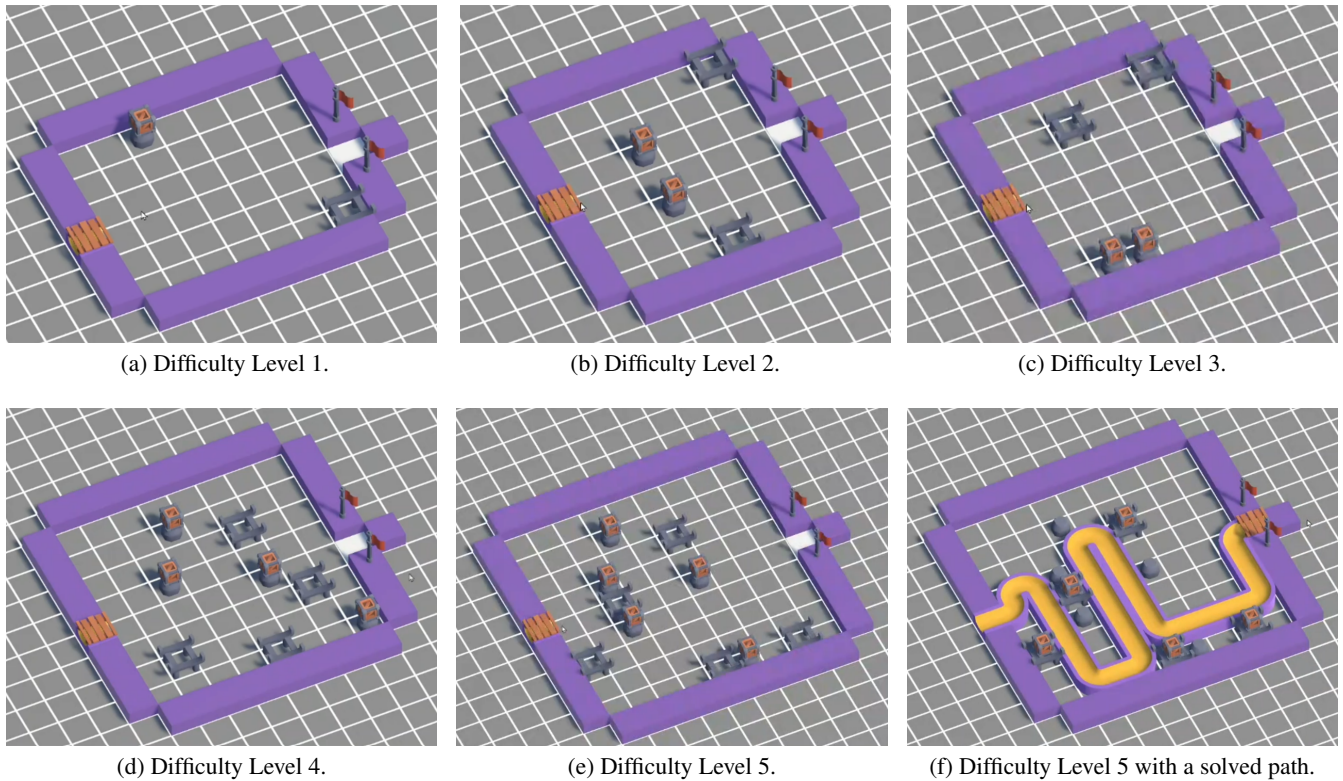 (a) Difficulty Level 1.
(b) Difficulty Level 2.
(c) Difficulty Level 3.
(d) Difficulty Level 4.
(e) Difficulty Level 5.
(f) Difficulty Level 5 with a solved path.